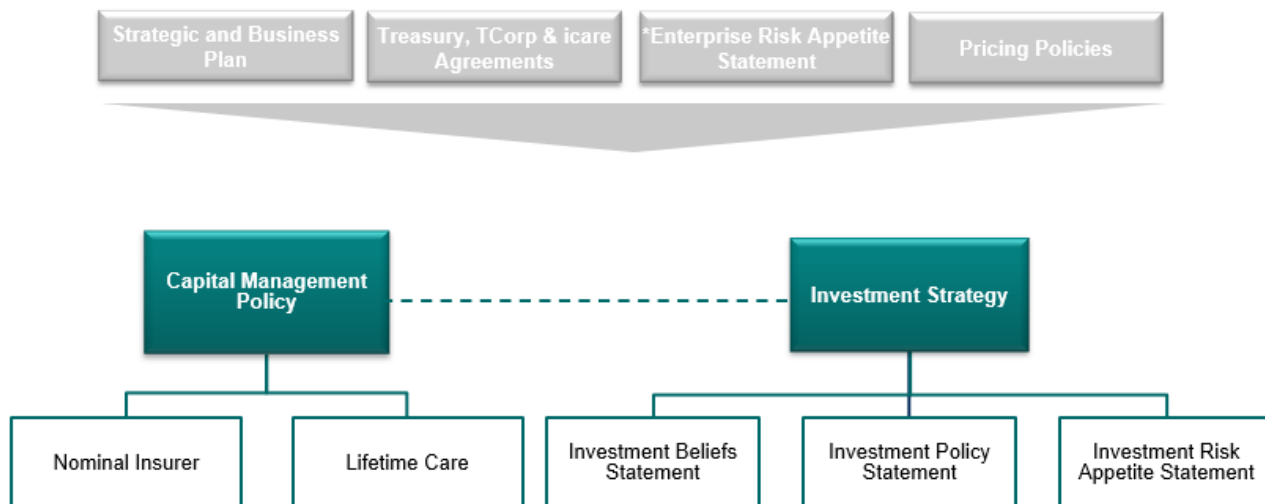 Strategic and Business
Plan
Treasury, TCorp & icare
Agreements
*Enterprise Risk Appetite
Statement
Pricing Policies
Capital Management
Policy
Investment Strategy
Nominal Insurer
Lifetime Care
Investment Beliefs
Statement
Investment Policy
Statement
Investment Risk
Appetite Statement